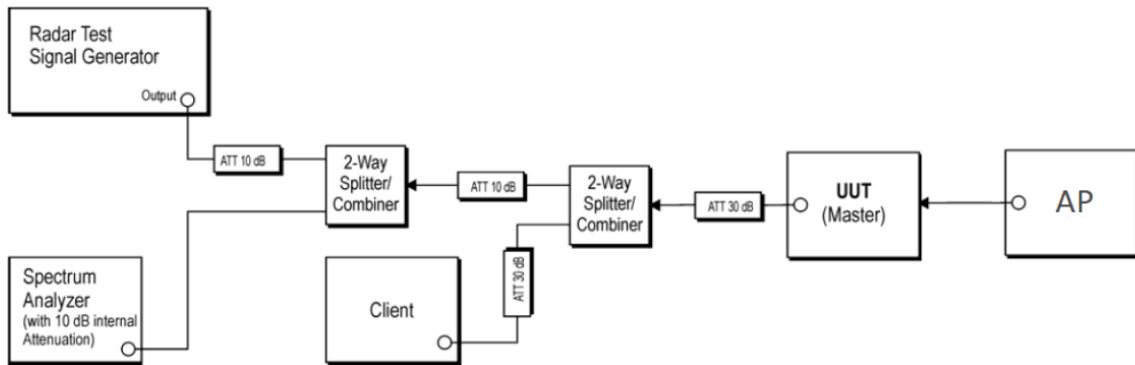 Radar Test
Signal Generator
Output
ATT 10 dB
2-Way
Splitter/
Combiner
ATT 10 dB
2-Way
Splitter/
Combiner
ATT 30 dB
UUT
(Master)
AP
Spectrum
Analyzer
(with 10 dB internal
Attenuation)
Client
ATT 30 dB